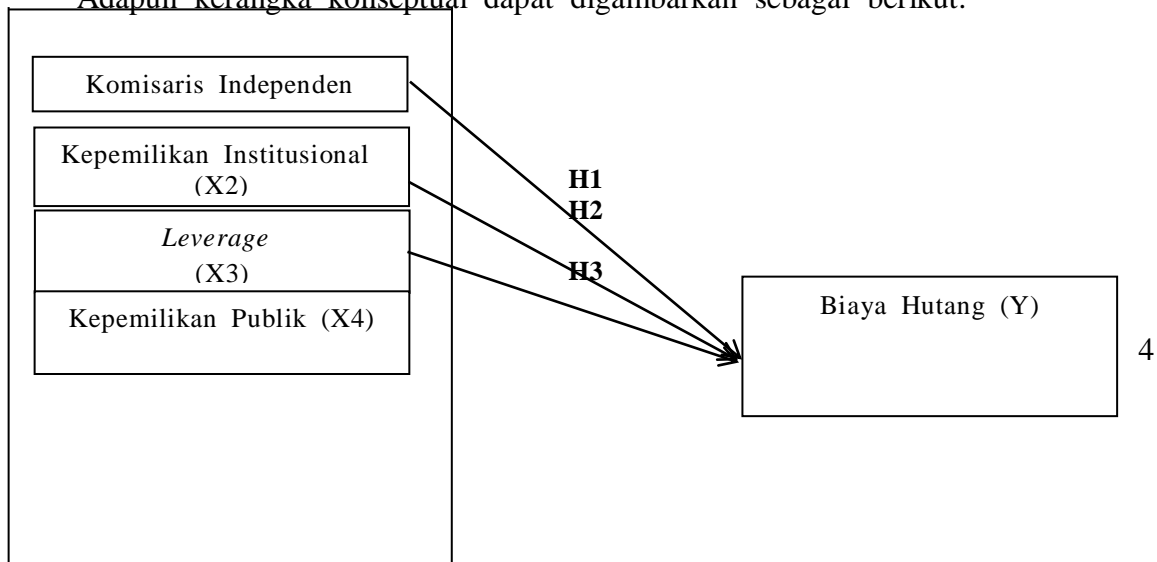 Adapun kerangka konseptual dapat digambarkan sebagai berikut:
Komisaris Independen
Kepemilikan Institusional
(X2)
Leverage
(X3)
Kepemilikan Publik (X4)
H1
H2
H3
Biaya Hutang (Y)
4